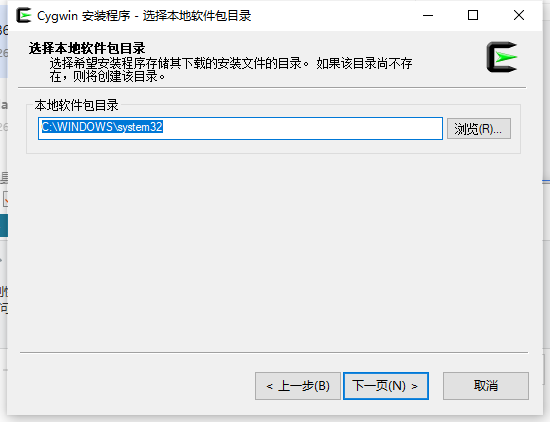 Cygwin 安装程序 - 选择本地软件包目录
选择本地软件包目录
选择希望安装程序存储其下载的安装文件的目录。 如果该目录尚不存
在，则将创建该目录。
本地软件包目录
C:\WINDOWS\system32
浏览(R)...
< 上一步(B)
下一页(N) >
取消